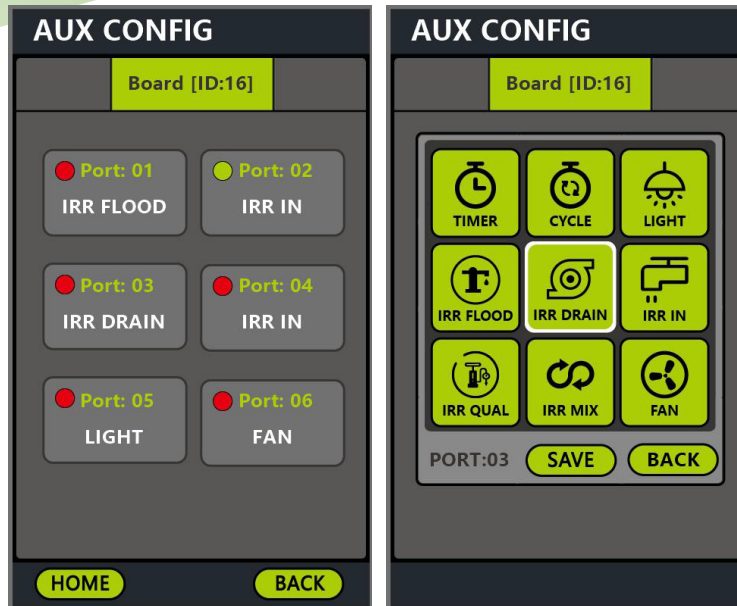 AUX CONFIG
Board [ID:16]
Port: 01
IRR FLOOD
Port: 02
IRR IN
Port: 03
IRR DRAIN
Port: 04
IRR IN
Port: 05
LIGHT
Port: 06
FAN
HOME
BACK
AUX CONFIG
Board [ID:16]
TIMER
CYCLE
LIGHT
IRR FLOOD
IRR DRAIN
IRR IN
IRR QUAL
IRR MIX
FAN
PORT:03
SAVE
BACK